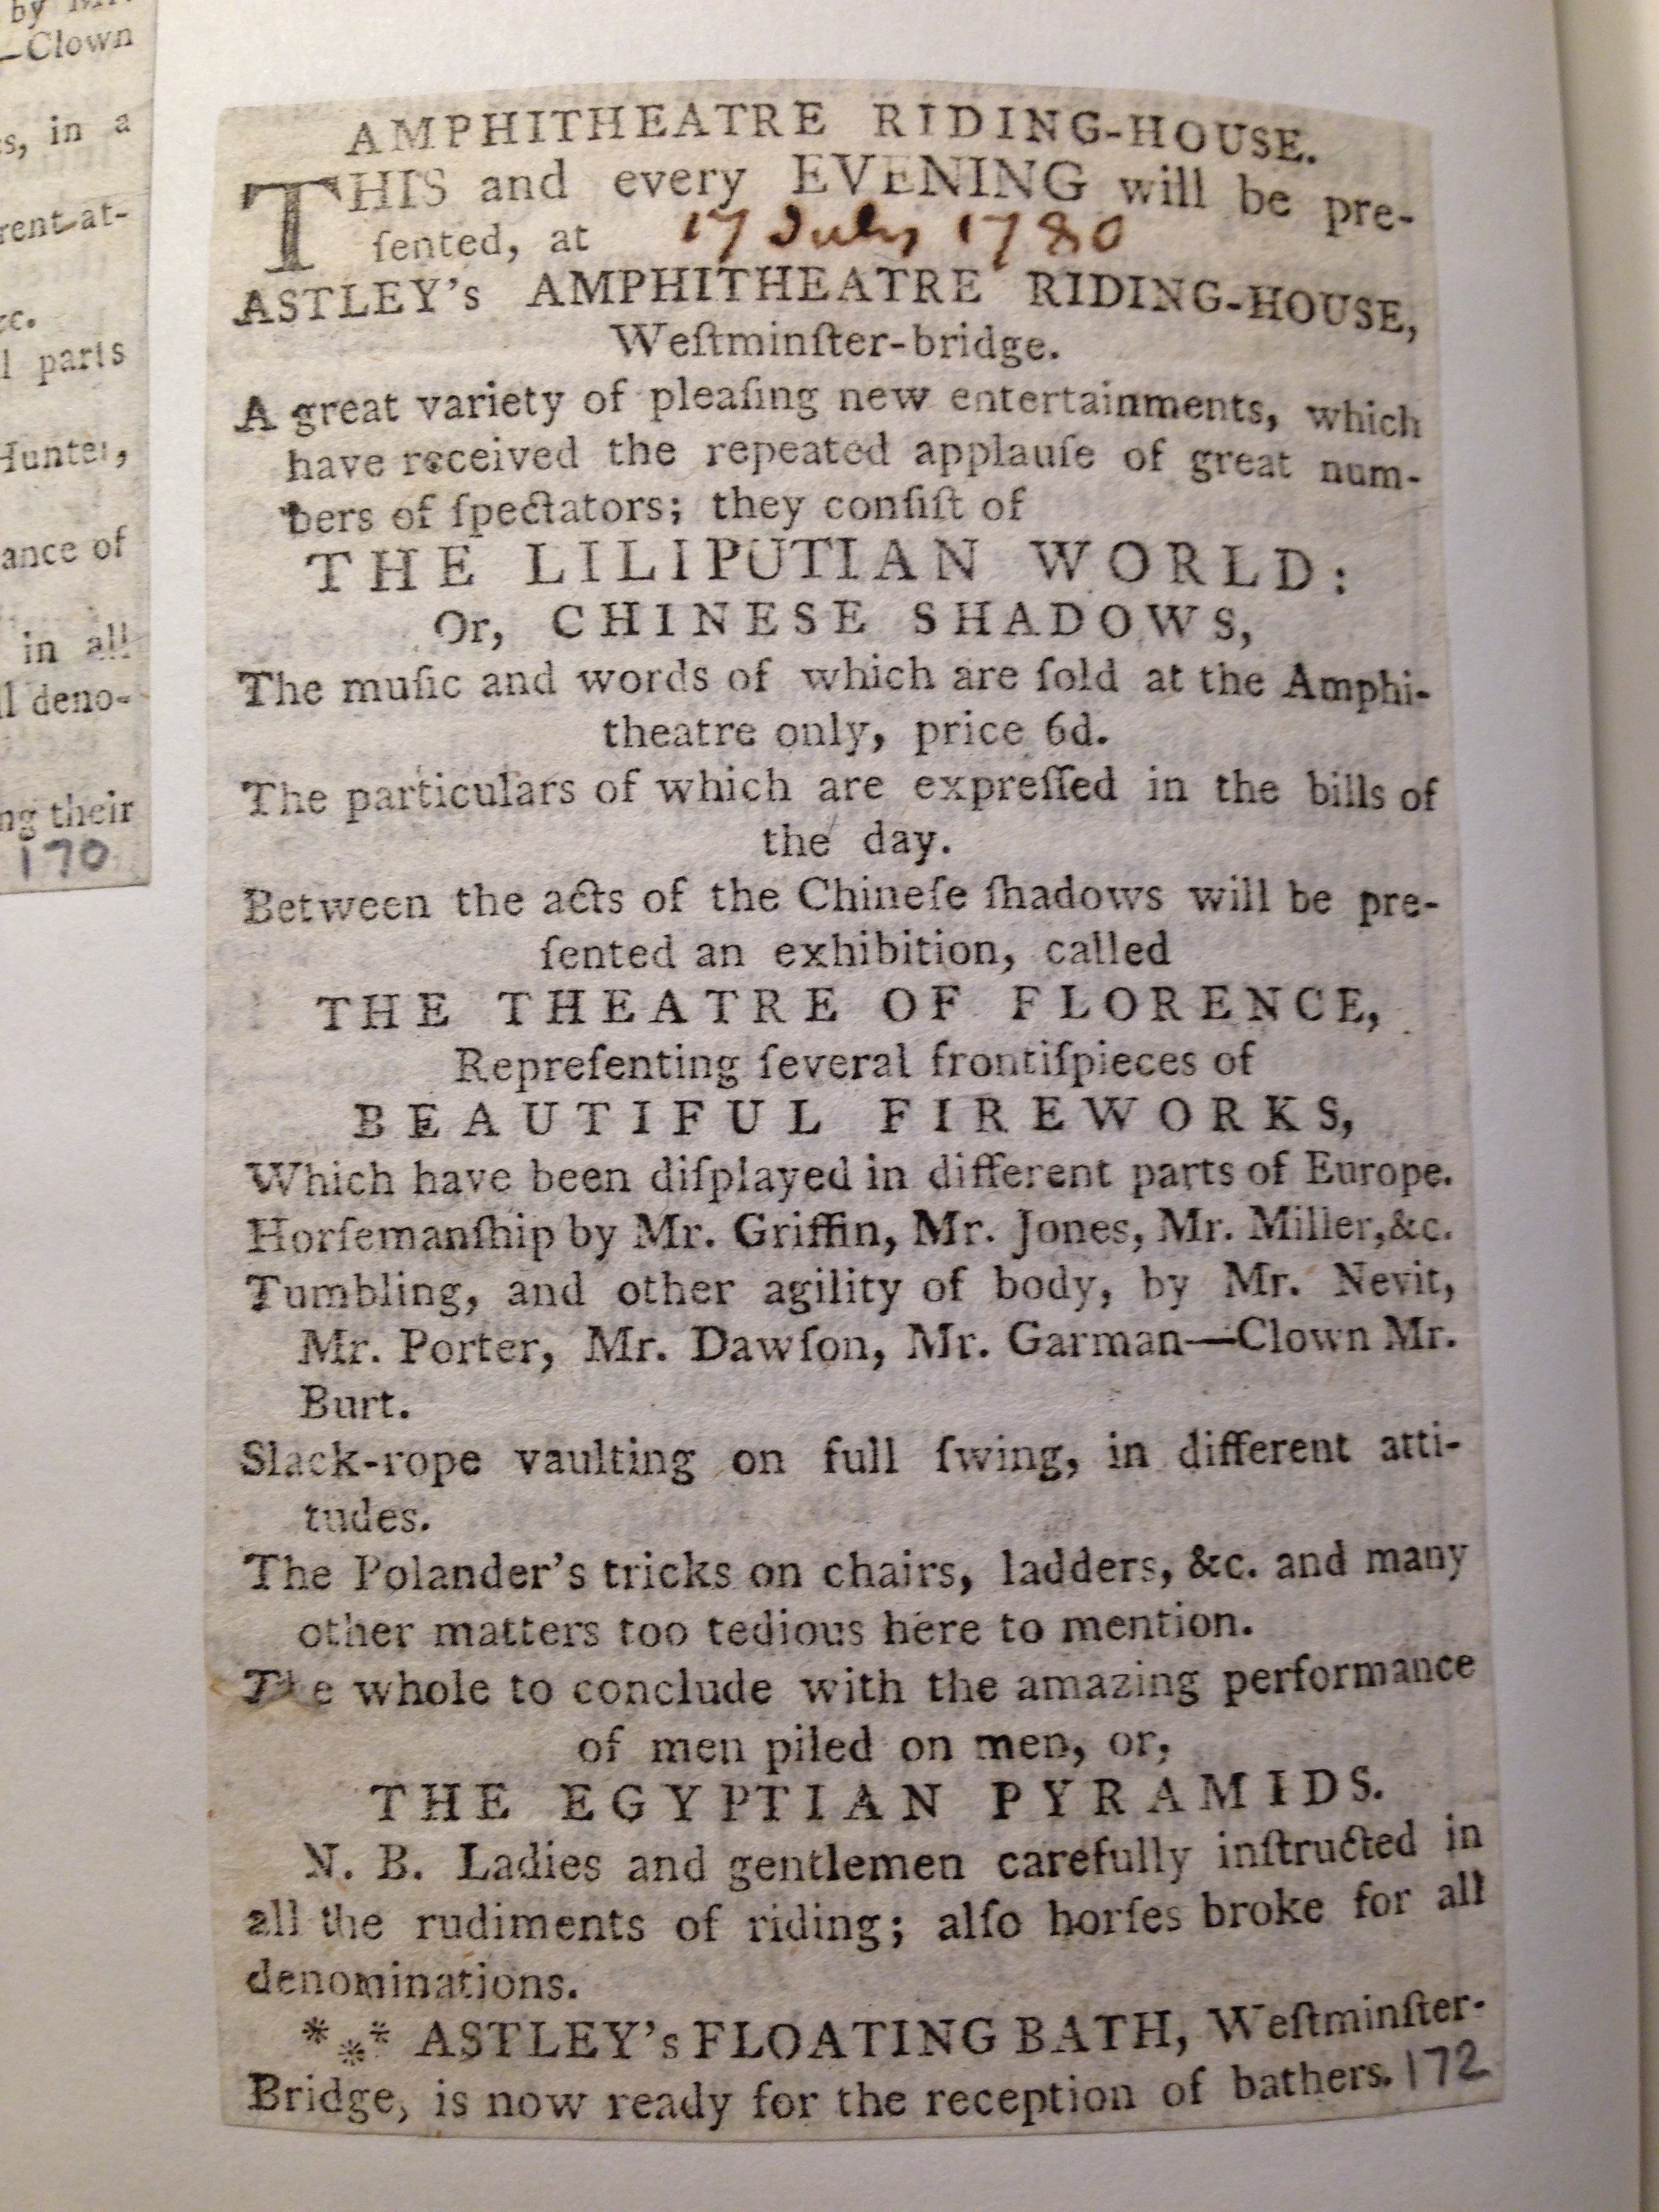 by
—Clown
s, in a
rent-at-
l parts
Hunter,
ance of
in all
ll deno-
ng their
170
AMPHITHEATRE RIDING-HOUSE.
THIS and every EVENING will be pre-
ſented, at 17 July 1780
ASTLEY's AMPHITHEATRE RIDING-HOUSE,
Weſtminſter-bridge.
A great variety of pleaſing new entertainments, which
have received the repeated applauſe of great num-
bers of ſpectators; they conſiſt of
THE LILIPUTIAN WORLD:
Or, CHINESE SHADOWS,
The muſic and words of which are ſold at the Amphi-
theatre only, price 6d.
The particulars of which are expreſſed in the bills of
the day.
Between the acts of the Chineſe ſhadows will be pre-
ſented an exhibition, called
THE THEATRE OF FLORENCE,
Repreſenting ſeveral frontiſpieces of
BEAUTIFUL FIREWORKS,
Which have been diſplayed in different parts of Europe.
Horſemanſhip by Mr. Griffin, Mr. Jones, Mr. Miller,&c.
Tumbling, and other agility of body, by Mr. Nevit,
Mr. Porter, Mr. Dawſon, Mr. Garman—Clown Mr.
Burt.
Slack-rope vaulting on full ſwing, in different atti-
tudes.
The Polander's tricks on chairs, ladders, &c. and many
other matters too tedious here to mention.
The whole to conclude with the amazing performance
of men piled on men, or,
THE EGYPTIAN PYRAMIDS.
N. B. Ladies and gentlemen carefully inſtructed in
all the rudiments of riding; alſo horſes broke for all
denominations.
*** ASTLEY's FLOATING BATH, Weſtminſter-
Bridge, is now ready for the reception of bathers. 172